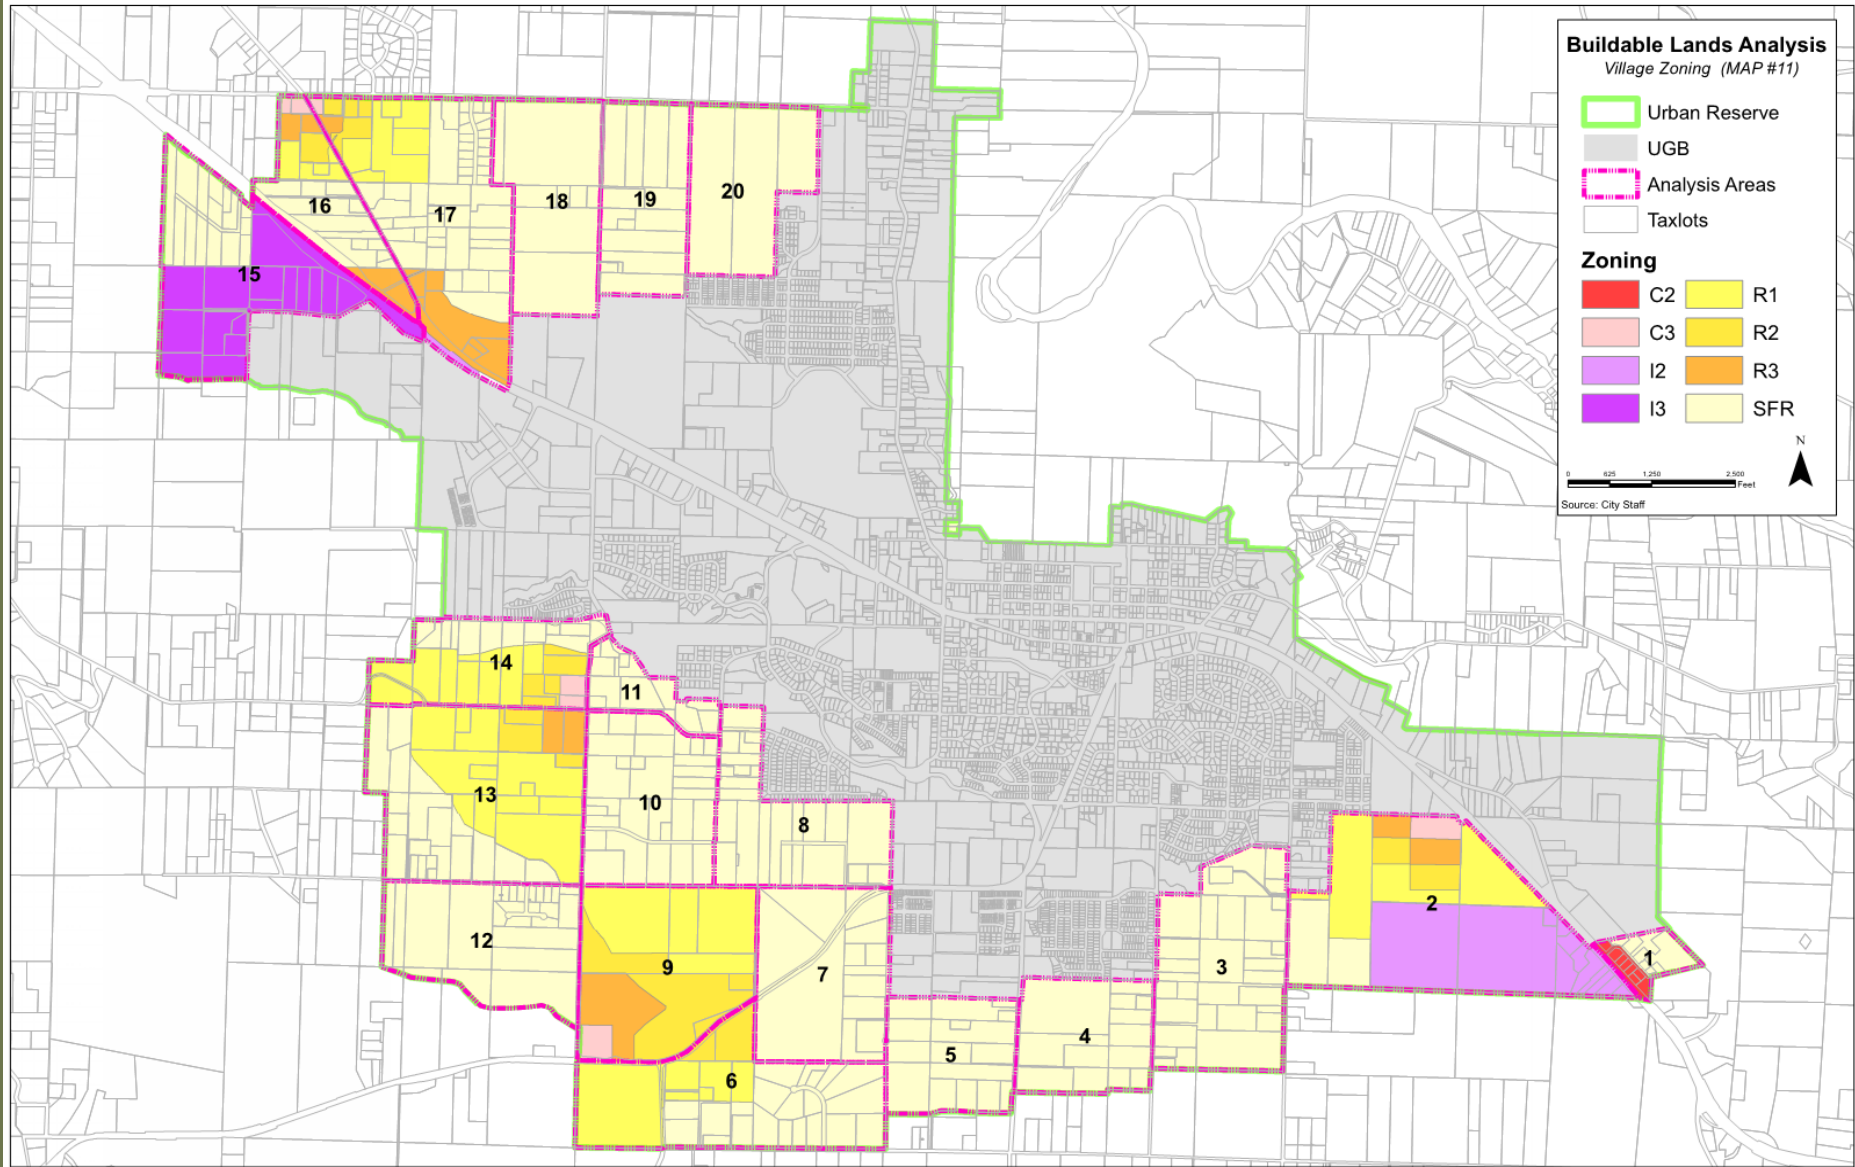 Buildable Lands Analysis
Village Zoning (MAP #11)
Urban Reserve
UGB
Analysis Areas
Taxlots
Zoning
C2 R1
C3 R2
I2 R3
I3 SFR
N
0 625 1,250 2,500
Feet
Source: City Staff
20
18
19
16
17
15
14
11
13
10
8
2
12
9
7
3
1
4
5
6